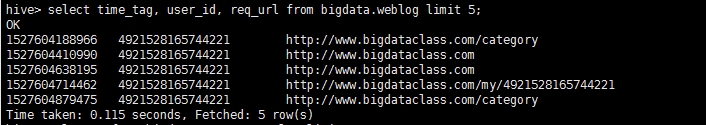 hive> select time_tag, user_id, req_url from bigdata.weblog limit 5;
OK
1527604188966 4921528165744221 http://www.bigdataclass.com/category
1527604410990 4921528165744221 http://www.bigdataclass.com
1527604638195 4921528165744221 http://www.bigdataclass.com
1527604714462 4921528165744221 http://www.bigdataclass.com/my/4921528165744221
1527604879475 4921528165744221 http://www.bigdataclass.com/category
Time taken: 0.115 seconds, Fetched: 5 row(s)